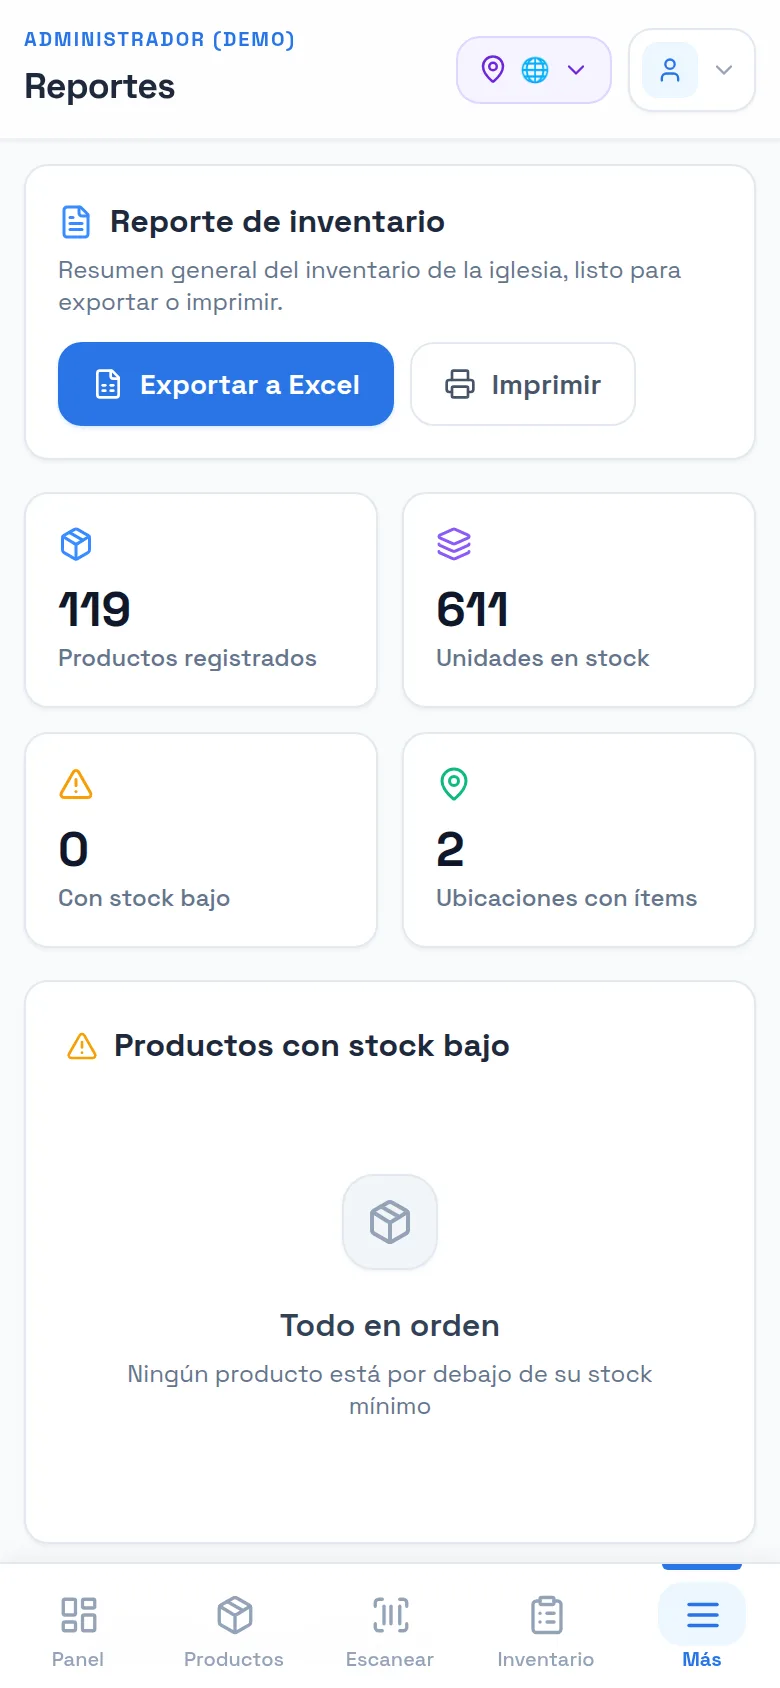 ADMINISTRADOR (DEMO)
Reportes
Reporte de inventario
Resumen general del inventario de la iglesia, listo para
exportar o imprimir.
Exportar a Excel
Imprimir
119
Productos registrados
611
Unidades en stock
0
Con stock bajo
2
Ubicaciones con ítems
Productos con stock bajo
Todo en orden
Ningún producto está por debajo de su stock
mínimo
Panel
Productos
Escanear
Inventario
Más